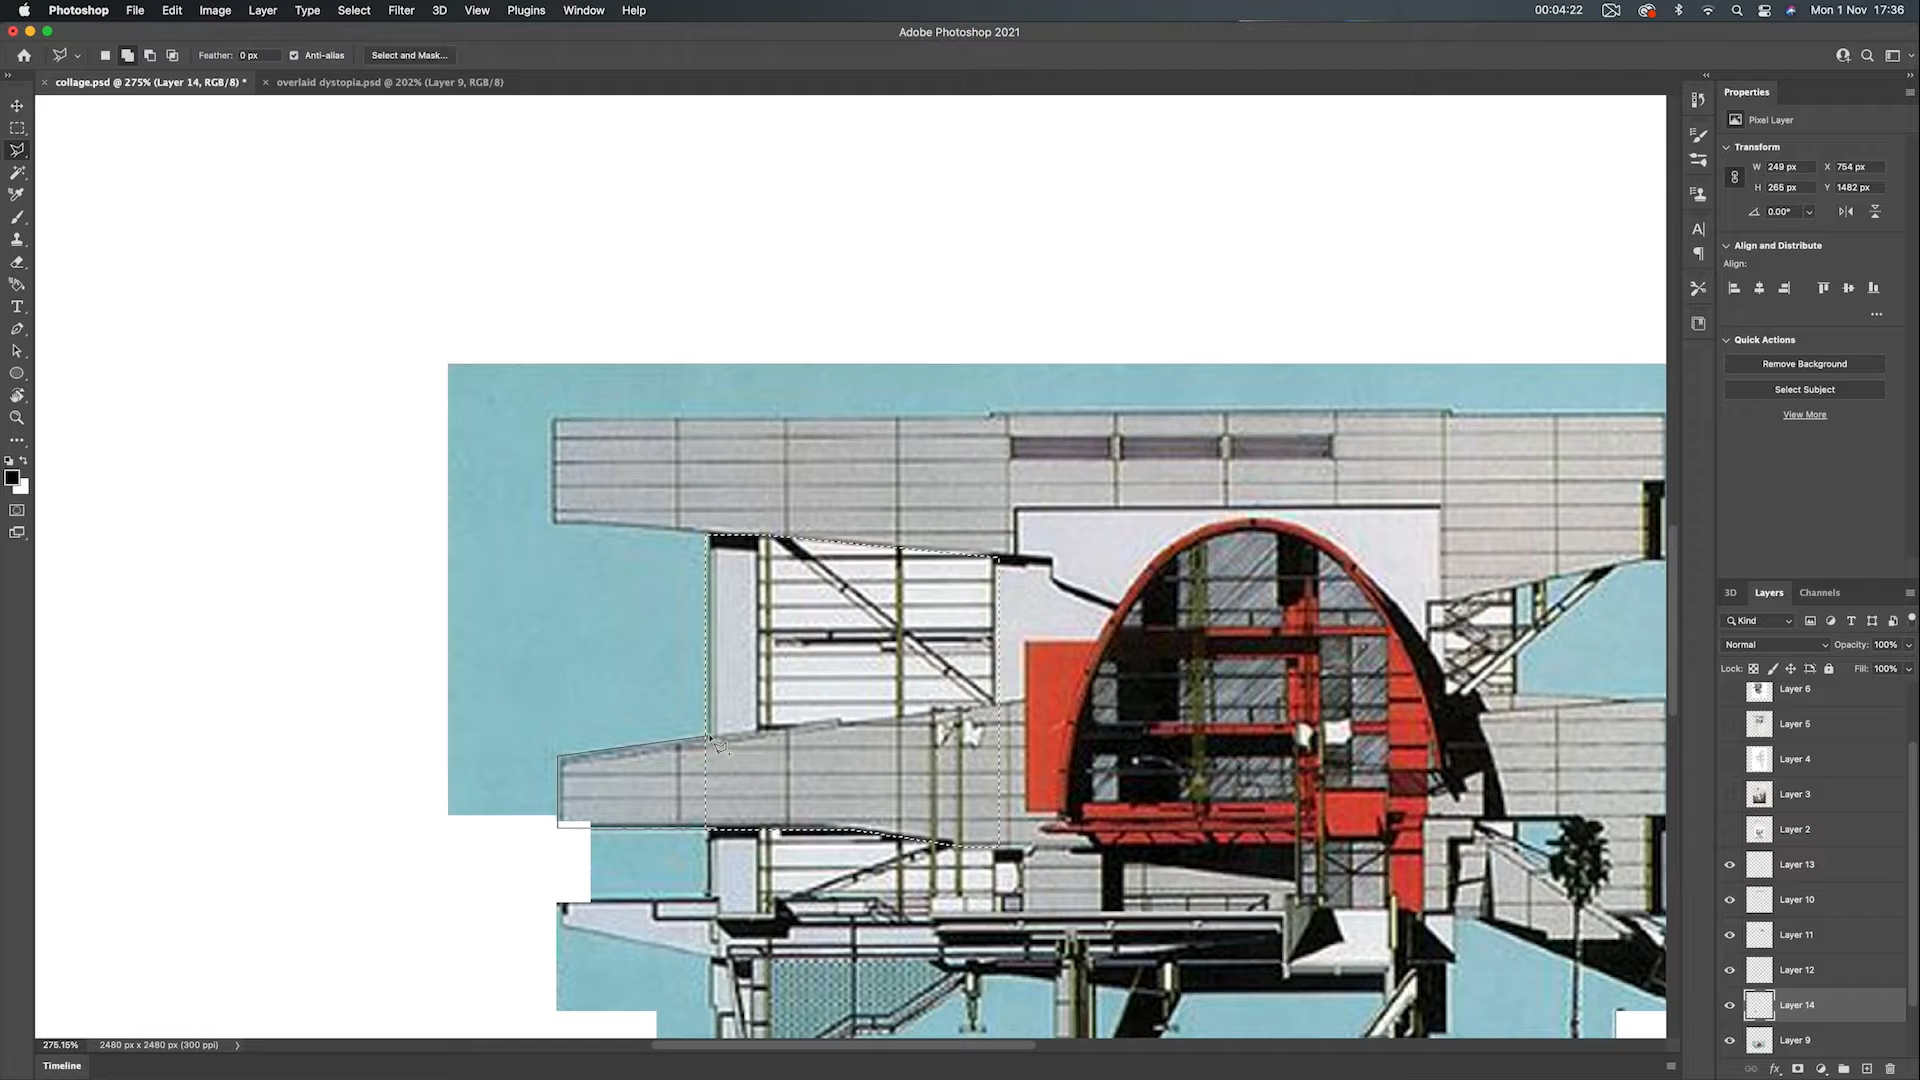 Photoshop File Edit Image Layer Type Select Filter 3D View Plugins Window Help 00:04:22 Mon 1 Nov 17:36
Adobe Photoshop 2021
Feather: 0 px Anti-alias Select and Mask...
collage.psd @ 275% (Layer 14, RGB/8) * overlaid dystopia.psd @ 202% (Layer 9, RGB/8)
Properties
Pixel Layer
Transform
W 249 px X 754 px
H 265 px Y 1482 px
0.00°
Align and Distribute
Align:
Quick Actions
Remove Background
Select Subject
View More
3D Layers Channels
Kind
Normal Opacity: 100%
Lock: Fill: 100%
Layer 6
Layer 5
Layer 4
Layer 3
Layer 2
Layer 13
Layer 10
Layer 11
Layer 12
Layer 14
Layer 9
275.15% 2480 px x 2480 px (300 ppi)
Timeline